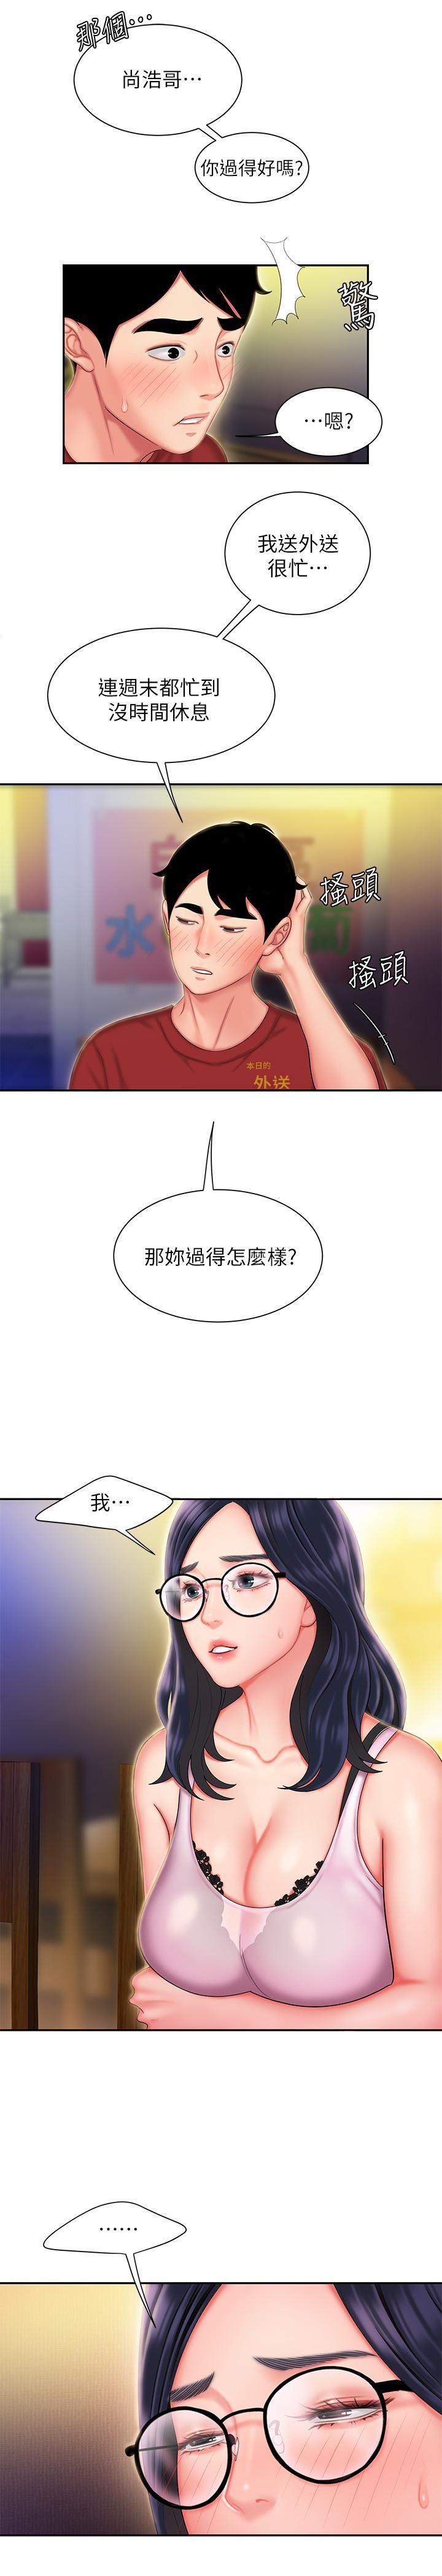 那個…
尚浩哥…
你過得好嗎?
驚
…嗯?
我送外送
很忙…
連週末都忙到
沒時間休息
搔頭
搔頭
水
本日的
外送
那妳過得怎麼樣?
我…
……